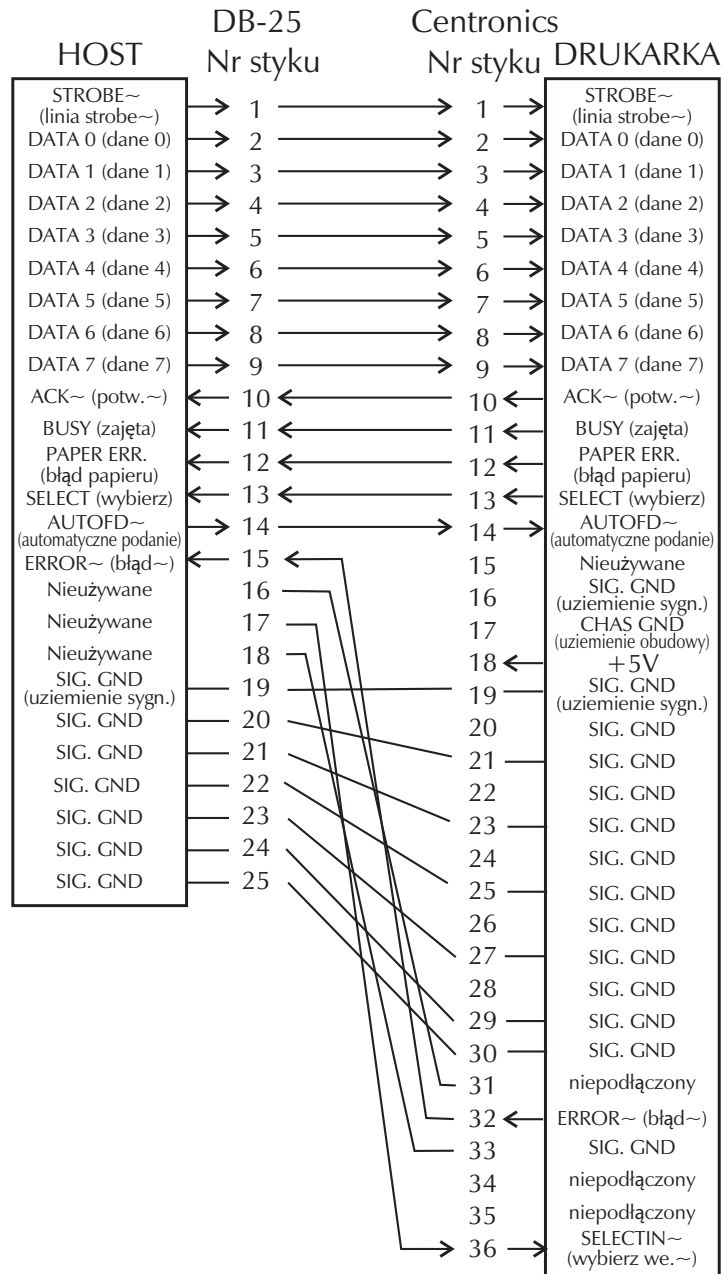 DB-25 Centronics
HOST Nr styku Nr styku DRUKARKA
STROBE~ STROBE~
(linia strobe~) 1 1 (linia strobe~)
DATA 0 (dane 0) 2 2 DATA 0 (dane 0)
DATA 1 (dane 1) 3 3 DATA 1 (dane 1)
DATA 2 (dane 2) 4 4 DATA 2 (dane 2)
DATA 3 (dane 3) 5 5 DATA 3 (dane 3)
DATA 4 (dane 4) 6 6 DATA 4 (dane 4)
DATA 5 (dane 5) 7 7 DATA 5 (dane 5)
DATA 6 (dane 6) 8 8 DATA 6 (dane 6)
DATA 7 (dane 7) 9 9 DATA 7 (dane 7)
ACK~ (potw.~) 10 10 ACK~ (potw.~)
BUSY (zajęta) 11 11 BUSY (zajęta)
PAPER ERR. 12 12 PAPER ERR.
(błąd papieru) (błąd papieru)
SELECT (wybierz) 13 13 SELECT (wybierz)
AUTOFD~ 14 14 AUTOFD~
(automatyczne podanie) (automatyczne podanie)
ERROR~ (błąd~) 15 15 Nieużywane
Nieużywane 16 16 SIG. GND
(uziemienie sygn.)
Nieużywane 17 17 CHAS GND
(uziemienie obudowy)
Nieużywane 18 18 +5V
SIG. GND 19 19 SIG. GND
(uziemienie sygn.) (uziemienie sygn.)
SIG. GND 20 20 SIG. GND
SIG. GND 21 21 SIG. GND
SIG. GND 22 22 SIG. GND
SIG. GND 23 23 SIG. GND
SIG. GND 24 24 SIG. GND
SIG. GND 25 25 SIG. GND
26 SIG. GND
27 SIG. GND
28 SIG. GND
29 SIG. GND
30 SIG. GND
31 niepodłączony
32 ERROR~ (błąd~)
33 SIG. GND
34 niepodłączony
35 niepodłączony
36 SELECTIN~
(wybierz we.~)